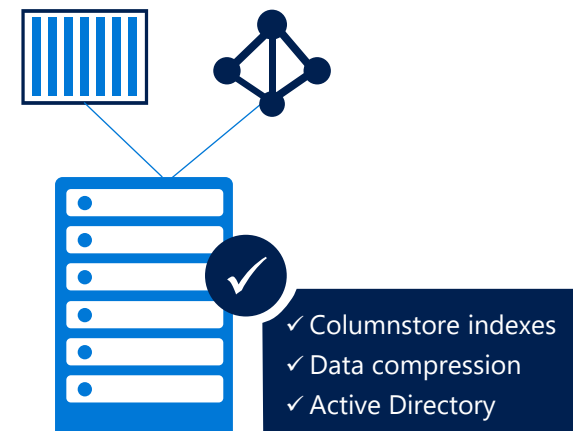 ✓ Columnstore indexes
✓ Data compression
✓ Active Directory